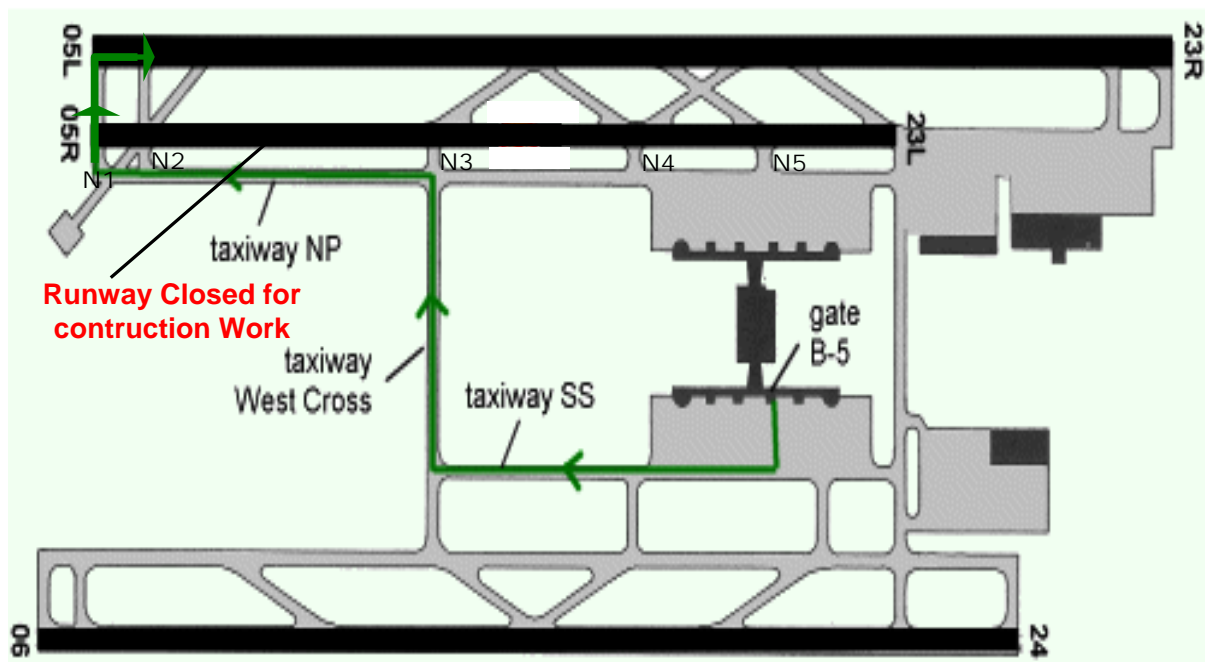 05L
23R
05R
23L
N1
N2
N3
N4
N5
taxiway NP
Runway Closed for
contruction Work
taxiway
West Cross
taxiway SS
gate
B-5
06
24